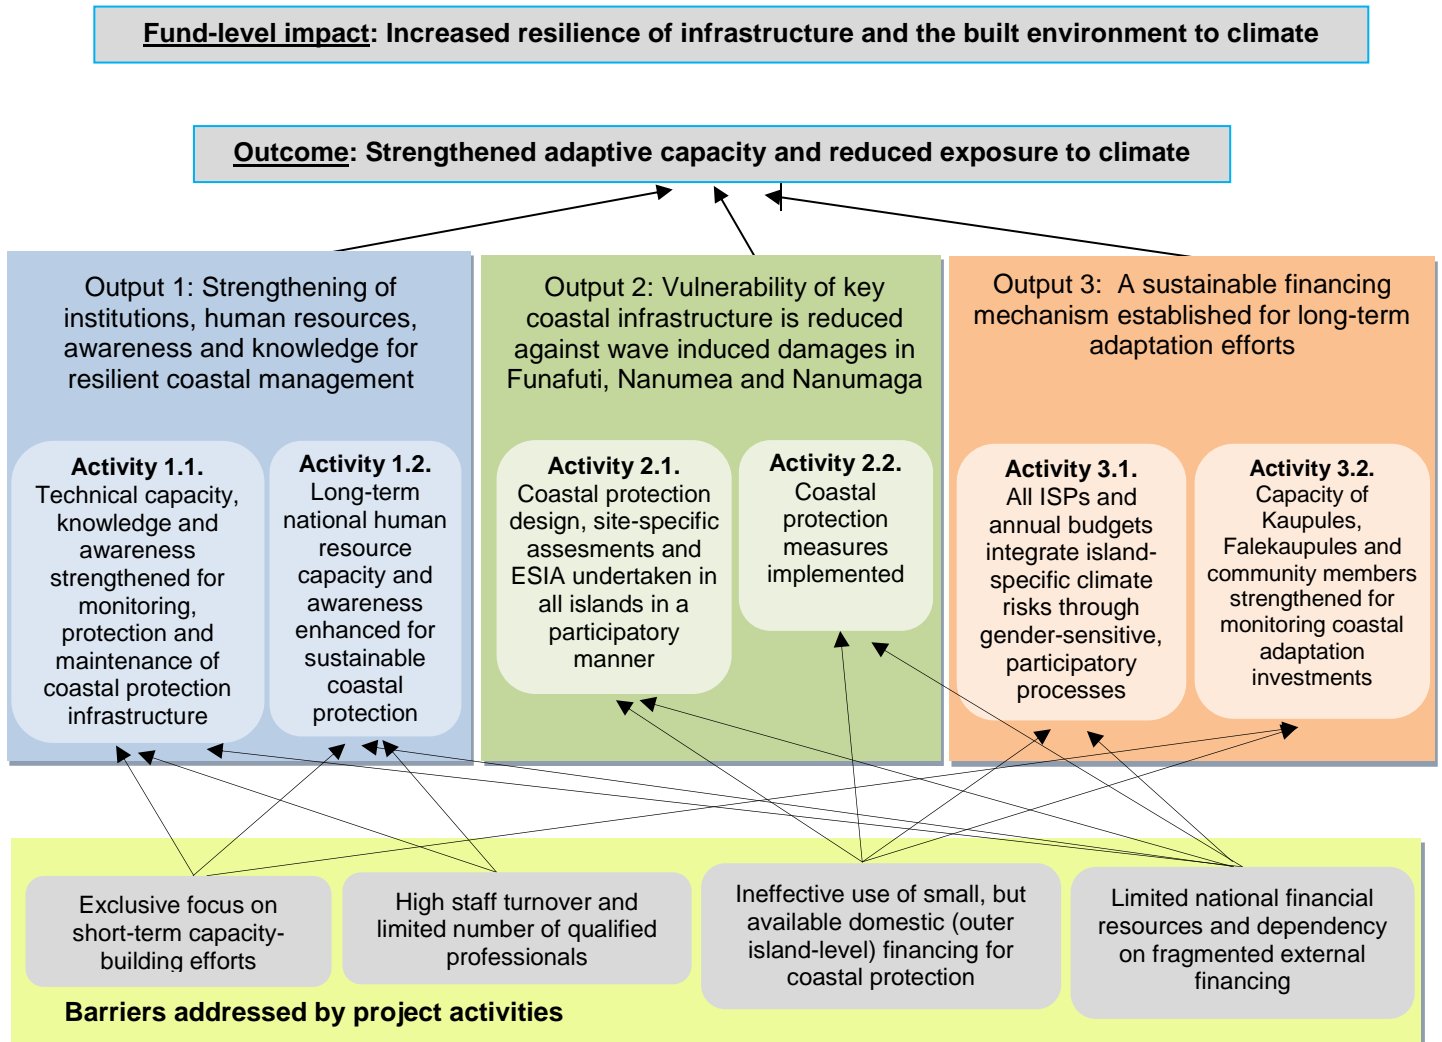 Fund-level impact: Increased resilience of infrastructure and the built environment to climate
Outcome: Strengthened adaptive capacity and reduced exposure to climate
Output 1: Strengthening of
institutions, human resources,
awareness and knowledge for
resilient coastal management
Activity 1.1.
Technical capacity,
knowledge and
awareness
strengthened for
monitoring,
protection and
maintenance of
coastal protection
infrastructure
Activity 1.2.
Long-term
national human
resource
capacity and
awareness
enhanced for
sustainable
coastal
protection
Output 2: Vulnerability of key
coastal infrastructure is reduced
against wave induced damages in
Funafuti, Nanumea and Nanumaga
Activity 2.1.
Coastal protection
design, site-specific
assesments and
ESIA undertaken in
all islands in a
participatory
manner
Activity 2.2.
Coastal
protection
measures
implemented
Output 3: A sustainable financing
mechanism established for long-term
adaptation efforts
Activity 3.1.
All ISPs and
annual budgets
integrate island-
specific climate
risks through
gender-sensitive,
participatory
processes
Activity 3.2.
Capacity of
Kaupules,
Falekaupules and
community members
strengthened for
monitoring coastal
adaptation
investments
Exclusive focus on
short-term capacity-
building efforts
High staff turnover and
limited number of qualified
professionals
Ineffective use of small, but
available domestic (outer
island-level) financing for
coastal protection
Limited national financial
resources and dependency
on fragmented external
financing
Barriers addressed by project activities